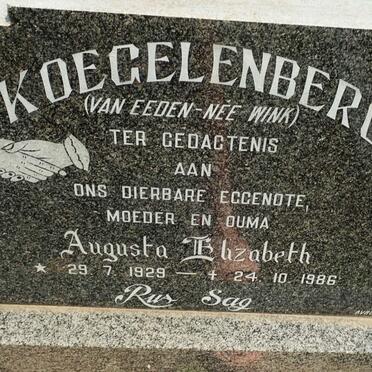 KOEGELENBERG
(VAN EEDEN-NEE WINK)
TER GEDAGTENIS
AAN
ONS DIERBARE EGGENOTE,
MOEDER EN OUMA
Augusta Elizabeth
* 29. 7. 1929 — † 24. 10. 1986
Rus Sag